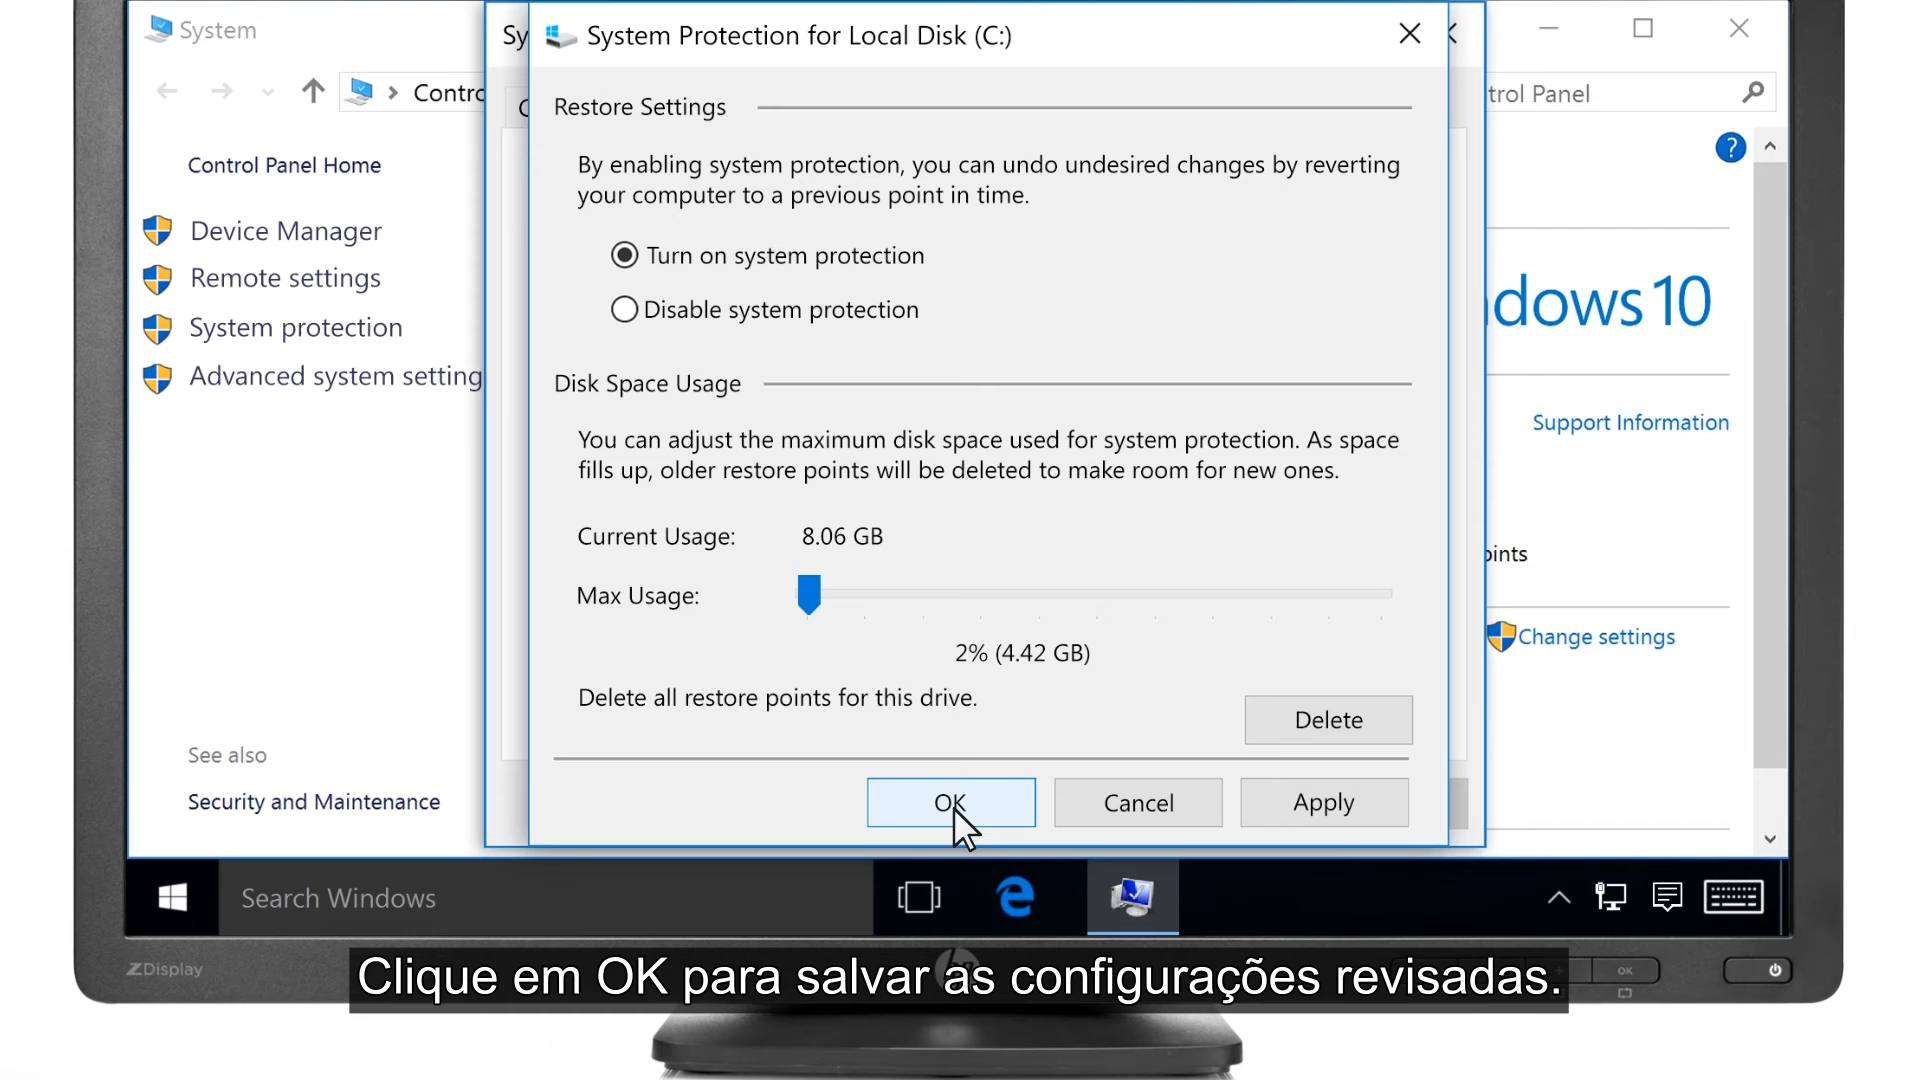 System
Sy
System Protection for Local Disk (C:)
Contro
trol Panel
Restore Settings
Control Panel Home
By enabling system protection, you can undo undesired changes by reverting
your computer to a previous point in time.
Device Manager
Turn on system protection
Remote settings
Disable system protection
dows 10
System protection
Advanced system setting
Disk Space Usage
Support Information
You can adjust the maximum disk space used for system protection. As space
fills up, older restore points will be deleted to make room for new ones.
Current Usage: 8.06 GB
oints
Max Usage:
Change settings
2% (4.42 GB)
Delete all restore points for this drive.
Delete
See also
Security and Maintenance
OK Cancel Apply
Search Windows
ZDisplay
OK
Clique em OK para salvar as configurações revisadas.